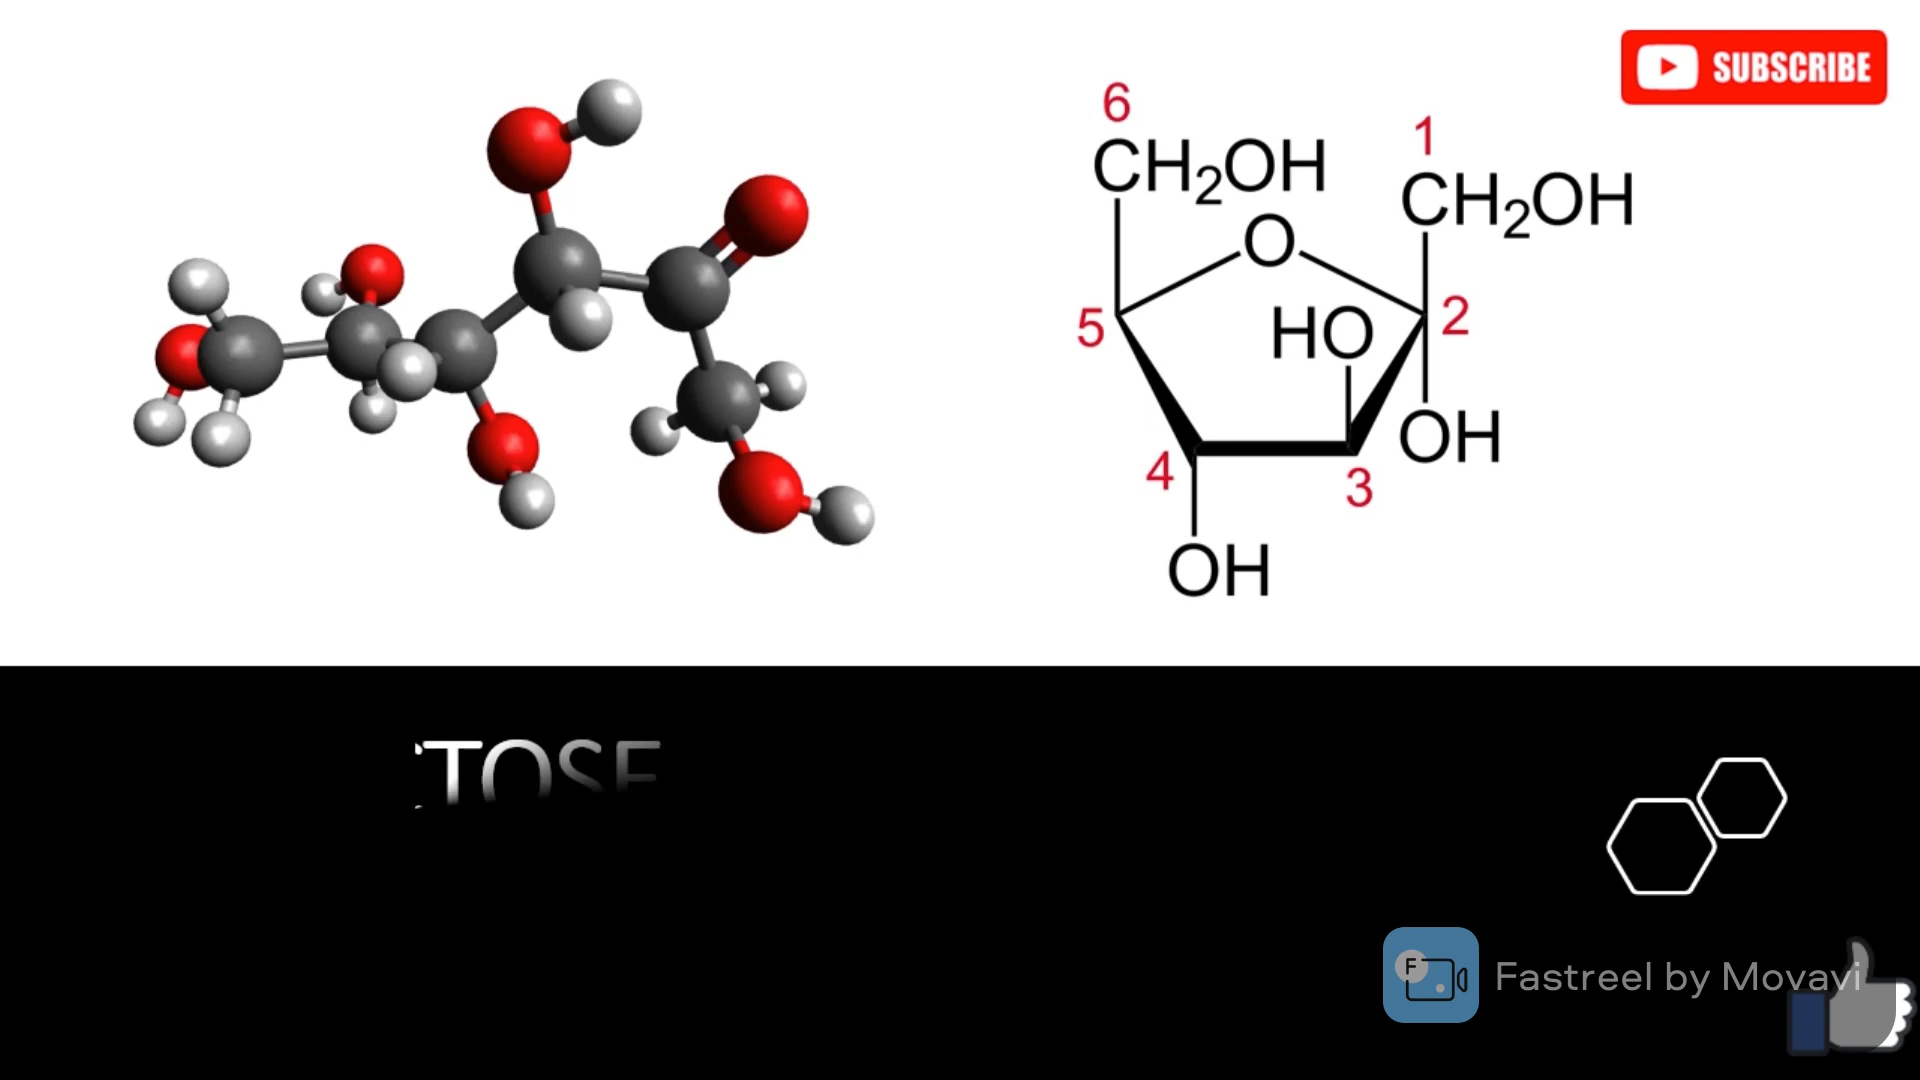 SUBSCRIBE
6
1
CH2OH
CH2OH
O
5
HO
2
4
3
OH
OH
TOSE
F
Fastreel by Movavi